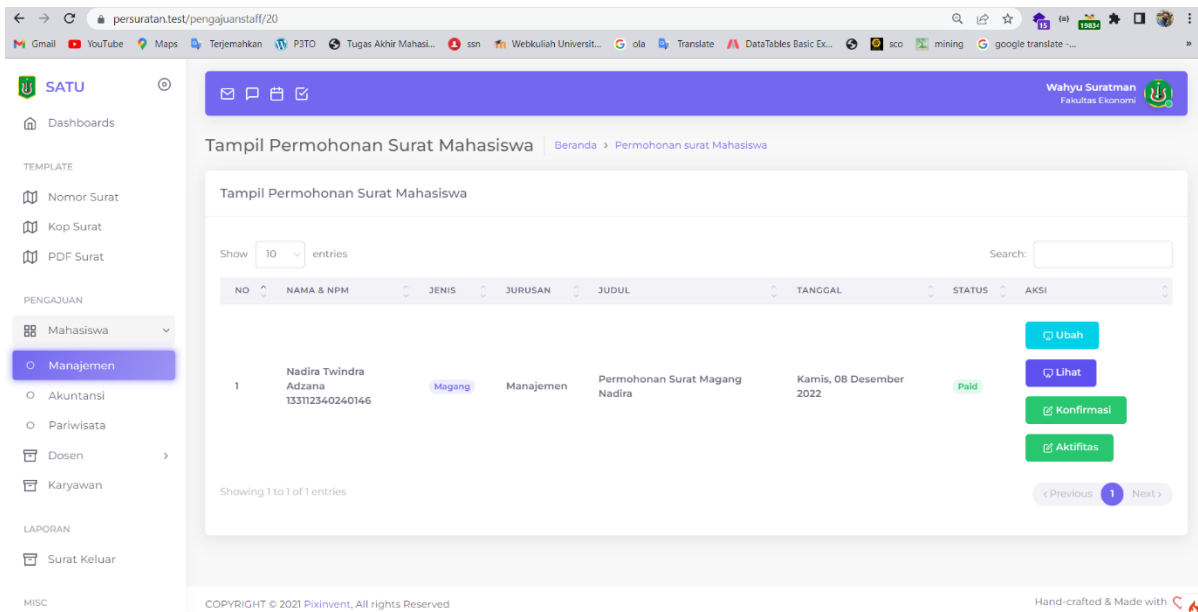 persuratan.test/pengajuanstaff/20
15
19834
Gmail YouTube Maps Terjemahkan P3TO Tugas Akhir Mahasi... ssn Webkuliah Universit... ola Translate DataTables Basic Ex... sco mining google translate -... »
SATU
Wahyu Suratman
Fakultas Ekonomi
Dashboards
Tampil Permohonan Surat Mahasiswa
Beranda > Permohonan surat Mahasiswa
TEMPLATE
Nomor Surat
Kop Surat
PDF Surat
PENGAJUAN
Mahasiswa
Manajemen
Akuntansi
Pariwisata
Dosen
Karyawan
LAPORAN
Surat Keluar
MISC
Tampil Permohonan Surat Mahasiswa
Show 10 entries
Search:
NO NAMA & NPM JENIS JURUSAN JUDUL TANGGAL STATUS AKSI
1
Nadira Twindra
Adzana
133112340240146
Magang
Manajemen
Permohonan Surat Magang
Nadira
Kamis, 08 Desember
2022
Paid
Ubah
Lihat
Konfirmasi
Aktifitas
Showing 1 to 1 of 1 entries
< Previous 1 Next >
COPYRIGHT © 2021 Pixinvent, All rights Reserved
Hand-crafted & Made with